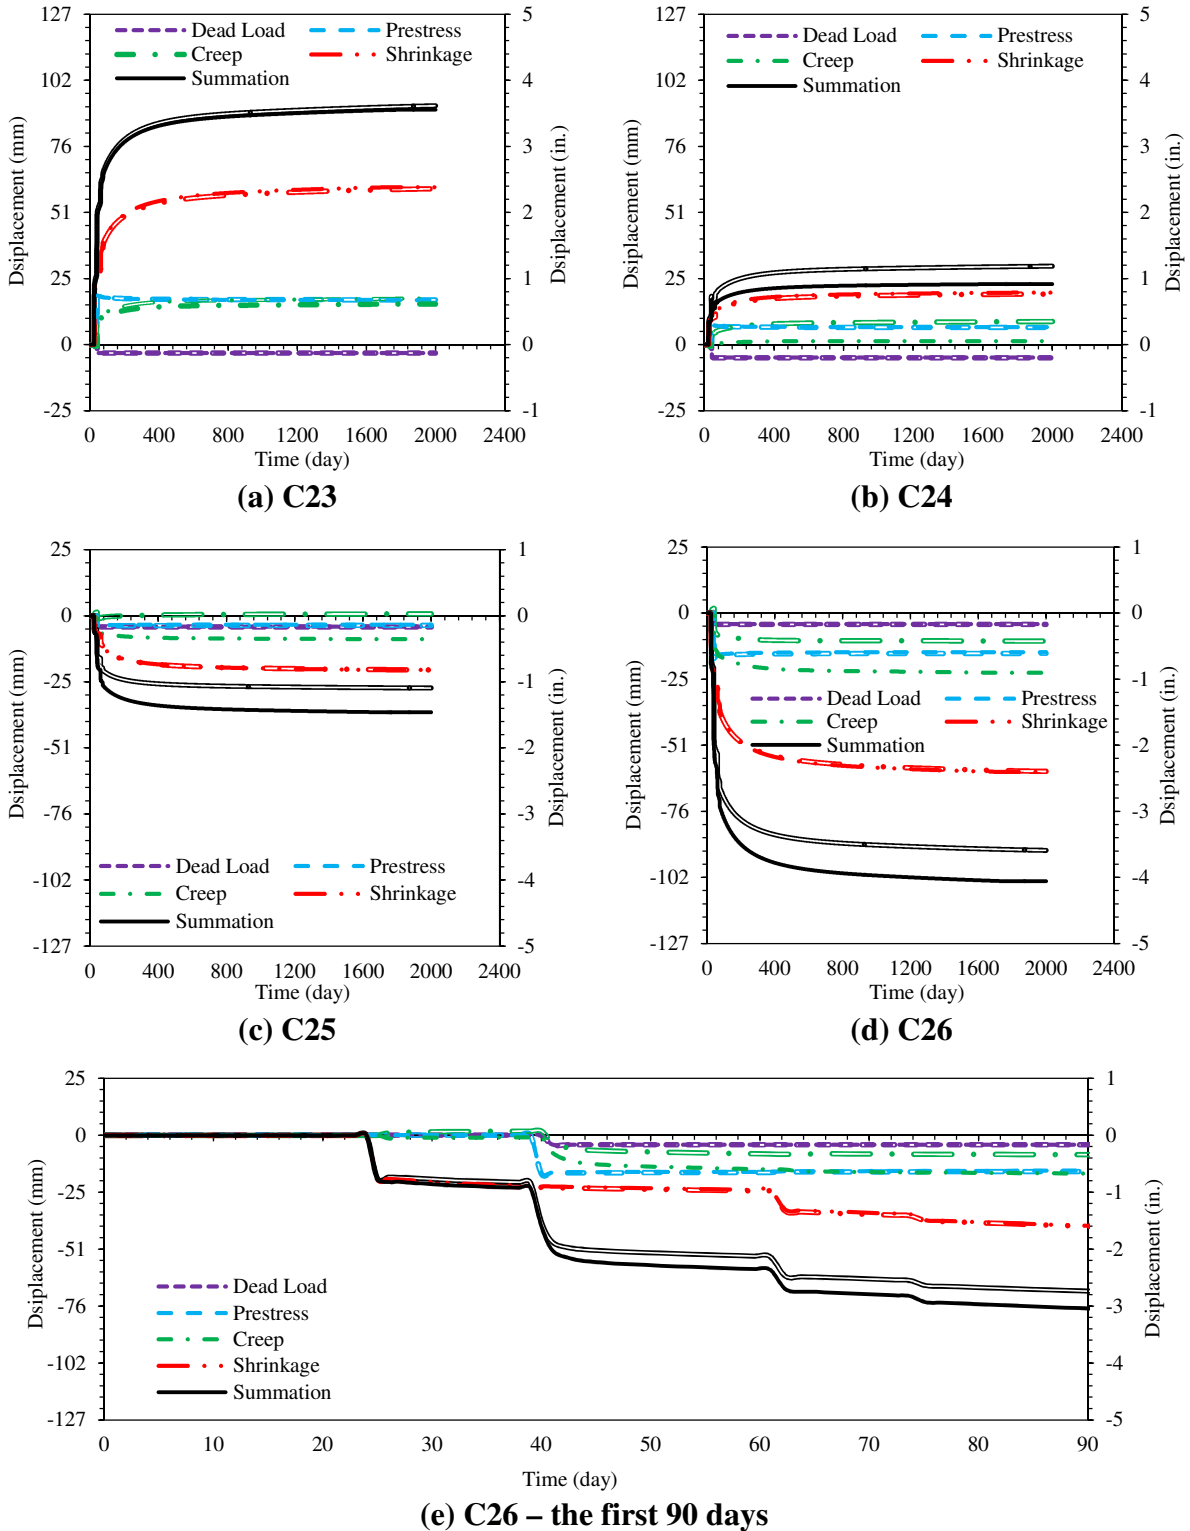 127
102
76
51
25
0
-25
5
4
3
2
1
0
-1
Dead Load Prestress
Creep Shrinkage
Summation
Dsiplacement (mm)
Dsiplacement (in.)
0 400 800 1200 1600 2000 2400
Time (day)
(a) C23
127
102
76
51
25
0
-25
5
4
3
2
1
0
-1
Dead Load Prestress
Creep Shrinkage
Summation
Dsiplacement (mm)
Dsiplacement (in.)
0 400 800 1200 1600 2000 2400
Time (day)
(b) C24
25
0
-25
-51
-76
-102
-127
1
0
-1
-2
-3
-4
-5
Dsiplacement (mm)
Dsiplacement (in.)
Dead Load Prestress
Creep Shrinkage
Summation
0 400 800 1200 1600 2000 2400
Time (day)
(c) C25
25
0
-25
-51
-76
-102
-127
1
0
-1
-2
-3
-4
-5
Dsiplacement (mm)
Dsiplacement (in.)
Dead Load Prestress
Creep Shrinkage
Summation
0 400 800 1200 1600 2000 2400
Time (day)
(d) C26
25
0
-25
-51
-76
-102
-127
1
0
-1
-2
-3
-4
-5
Dsiplacement (mm)
Dsiplacement (in.)
Dead Load
Prestress
Creep
Shrinkage
Summation
0 10 20 30 40 50 60 70 80 90
Time (day)
(e) C26 – the first 90 days